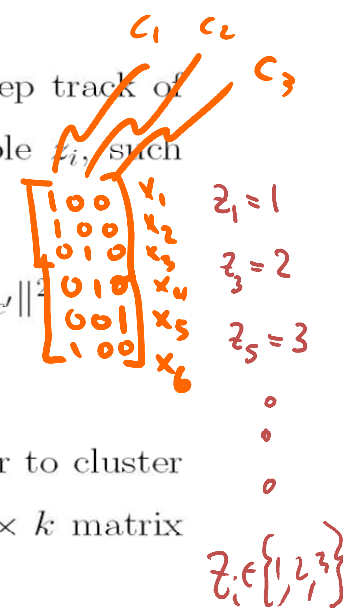 C₁ C₂
C₃
ep track of
ole zᵢ, such
1 0 0 x₁
1 0 0 x₂
0 1 0 x₃
0 1 0 x₄
0 0 1 x₅
1 0 0 x₆
z₁ = 1
z₃ = 2
z₅ = 3
c′‖²
r to cluster
× k matrix
zᵢ ∈ {1, 2, 3}